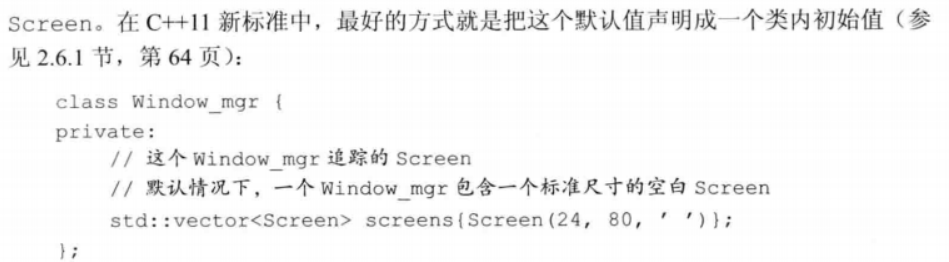 Screen。在 C++11 新标准中，最好的方式就是把这个默认值声明成一个类内初始值（参
见 2.6.1 节，第 64 页）：
class Window_mgr {
private:
// 这个 Window_mgr 追踪的 Screen
// 默认情况下，一个 Window_mgr 包含一个标准尺寸的空白 Screen
std::vector<Screen> screens{Screen(24, 80, ' ')};
};